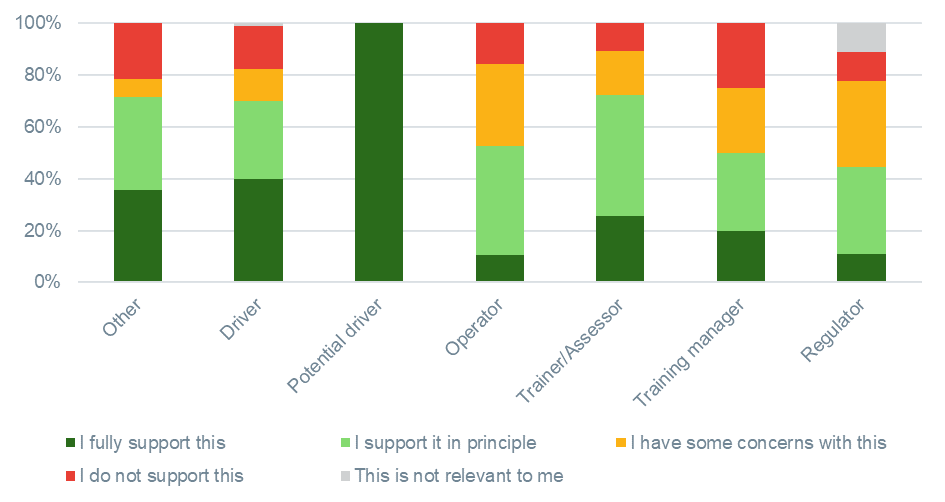 100%
80%
60%
40%
20%
0%
Other
Driver
Potential driver
Operator
Trainer/Assessor
Training manager
Regulator
I fully support this
I support it in principle
I have some concerns with this
I do not support this
This is not relevant to me